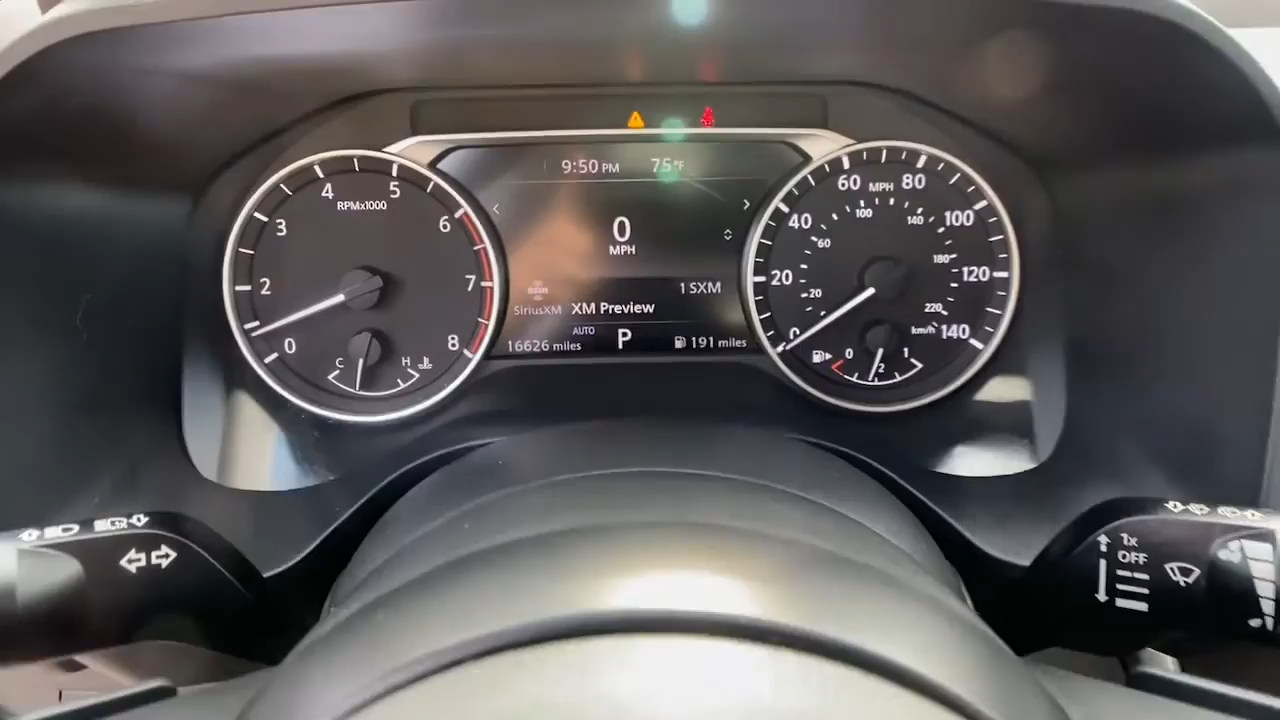 9:50 PM 75°F
0
MPH
1 SXM
SiriusXM XM Preview
AUTO
16626 miles P 191 miles
RPMx1000
0
2
3
4
5
6
7
8
C H
MPH
0
20
40
60
80
100
120
140
20
60
100
140
180
220
km/h
0 1/2 1
1x
OFF